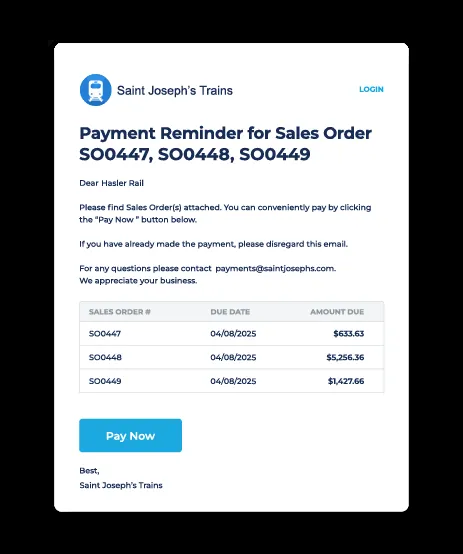 Saint Joseph's Trains
LOGIN
Payment Reminder for Sales Order
SO0447, SO0448, SO0449
Dear Hasler Rail
Please find Sales Order(s) attached. You can conveniently pay by clicking
the "Pay Now " button below.
If you have already made the payment, please disregard this email.
For any questions please contact payments@saintjosephs.com.
We appreciate your business.
SALES ORDER # DUE DATE AMOUNT DUE
SO0447 04/08/2025 $633.63
SO0448 04/08/2025 $5,256.36
SO0449 04/08/2025 $1,427.66
Pay Now
Best,
Saint Joseph's Trains